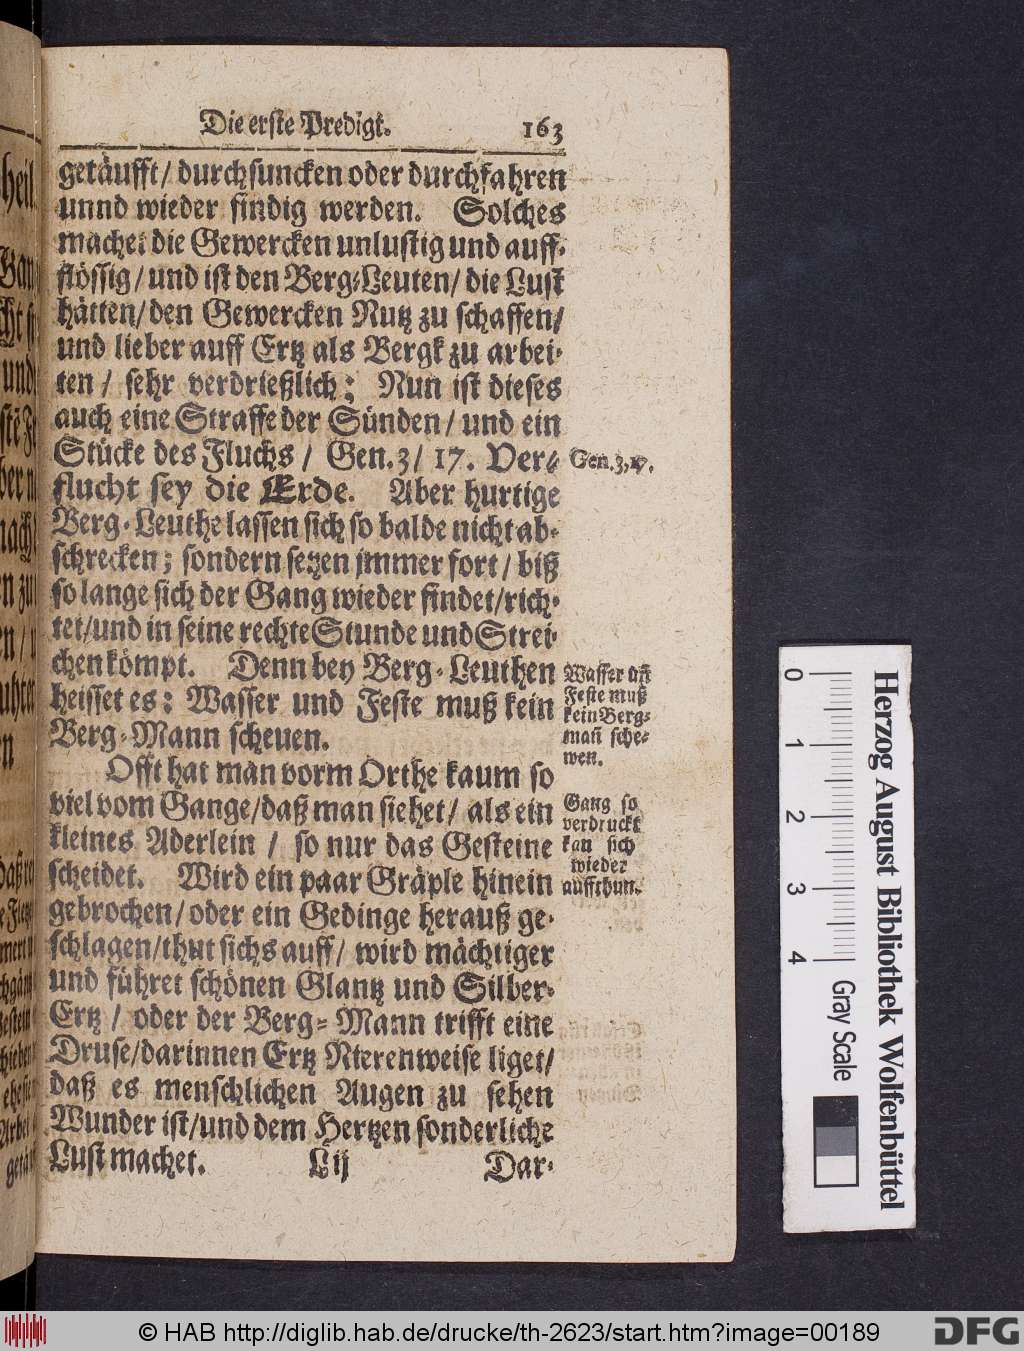 Die erste Predigt. 163
getäufft/ durchsuncken oder durchfahren
unnd wieder findig werden. Solches
machet die Gewercken unlustig und auff-
flössig/ und ist den Berg-Leuten/ die Lust
hätten/ den Gewercken Nutz zu schaffen/
und lieber auff Ertz als Bergk zu arbei-
ten/ sehr verdrießlich; Nun ist dieses
auch eine Straffe der Sünden/ und ein
Stücke des Fluchs/ Gen.3/17. Ver-
flucht sey die Erde. Aber hurtige
Berg-Leuthe lassen sich so balde nicht ab-
schrecken; sondern setzen immer fort/ biß
so lange sich der Gang wieder findet/ rich-
tet/ und in seine rechte Stunde und Strei-
chen kömpt. Denn bey Berg-Leuthen
heisset es: Wasser und Feste muß kein
Berg-Mann scheuen.
Offt hat man vorm Orthe kaum so
viel vom Gange/ daß man siehet/ als ein
kleines Aderlein/ so nur das Gesteine
scheidet. Wird ein paar Gräple hinein
gebrochen/ oder ein Gedinge herauß ge-
schlagen/ thut sichs auff/ wird mächtiger
und führet schönen Glantz und Silber-
Ertz/ oder der Berg-Mann trifft eine
Druse/ darinnen Ertz Nierenweise liget/
daß es menschlichen Augen zu sehen
Wunder ist/ und dem Hertzen sonderliche
Lust machet. Lij Dar-
Gen.3,17.
Wasser uñ
Feste muß
kein Berg-
mañ sche-
wen.
Gang so
verdruckt
kan sich
wieder
auffthun.
Herzog August Bibliothek Wolfenbüttel
0 1 2 3 4 Gray Scale
© HAB http://diglib.hab.de/drucke/th-2623/start.htm?image=00189
DFG